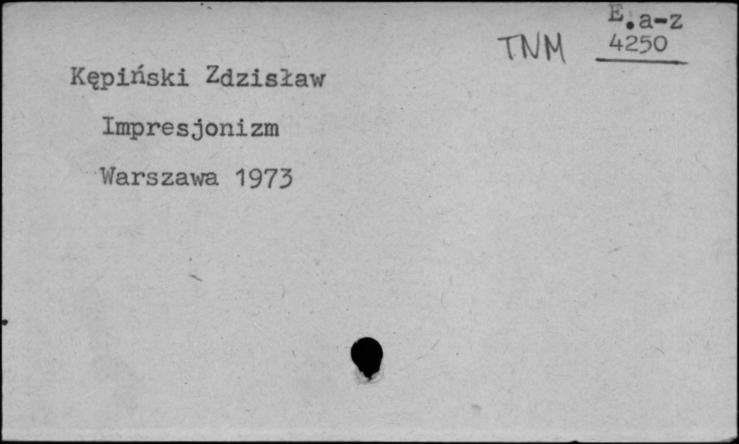 E.a-z
TNM 4250
Kępiński Zdzisław
Impresjonizm
Warszawa 1973